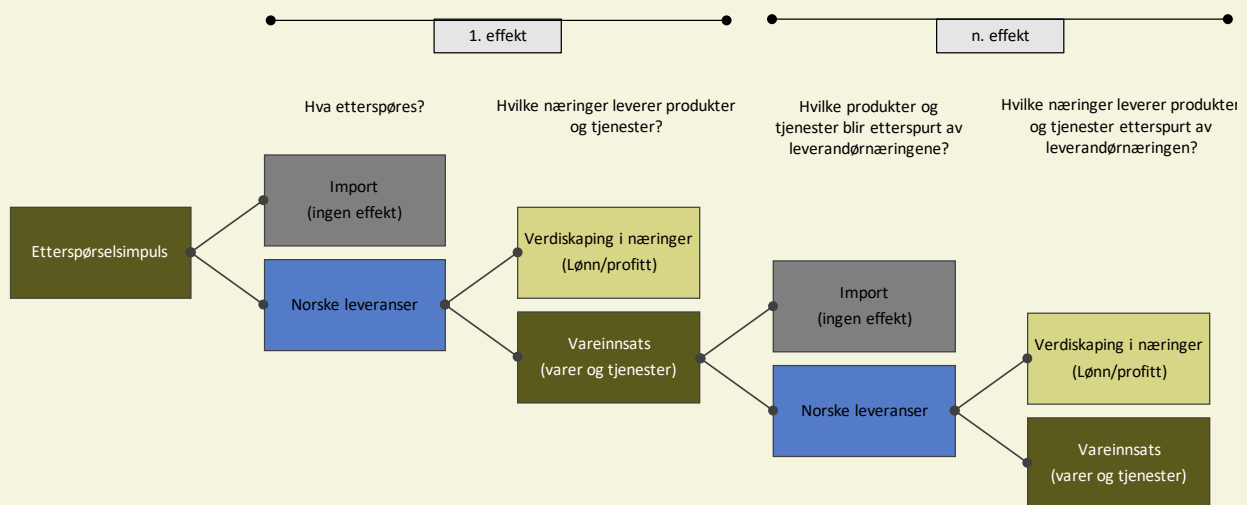 1. effekt
n. effekt
Hva etterspøres?
Hvilke næringer leverer produkter
og tjenester?
Hvilke produkter og
tjenester blir etterspurt av
leverandørnæringene?
Hvilke næringer leverer produkter
og tjenester etterspurt av
leverandørnæringen?
Etterspørselsimpuls
Import
(ingen effekt)
Norske leveranser
Verdiskaping i næringer
(Lønn/profitt)
Vareinnsats
(varer og tjenester)
Import
(ingen effekt)
Norske leveranser
Verdiskaping i næringer
(Lønn/profitt)
Vareinnsats
(varer og tjenester)